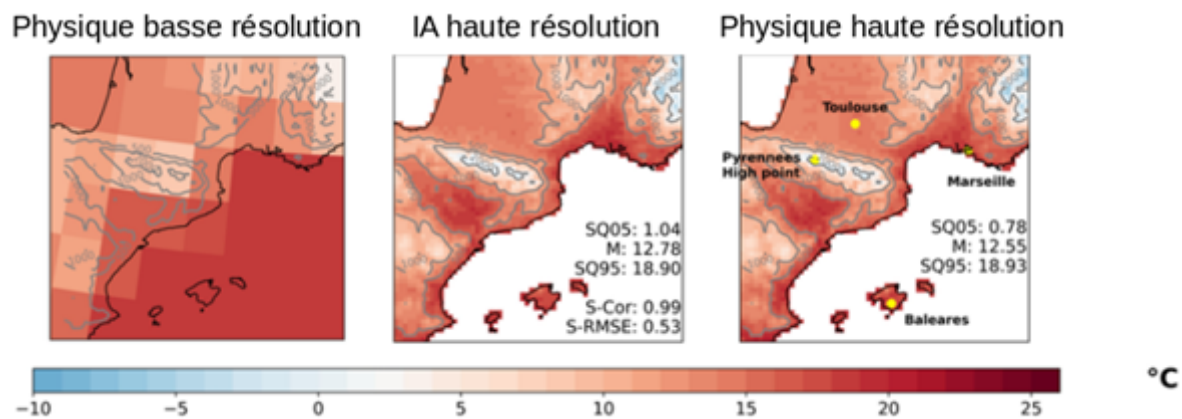 Physique basse résolution
IA haute résolution
Physique haute résolution
Toulouse
Pyrennees
High point
Marseille
SQ05: 1.04
M: 12.78
SQ95: 18.90
S-Cor: 0.99
S-RMSE: 0.53
SQ05: 0.78
M: 12.55
SQ95: 18.93
Baleares
°C
−10 −5 0 5 10 15 20 25